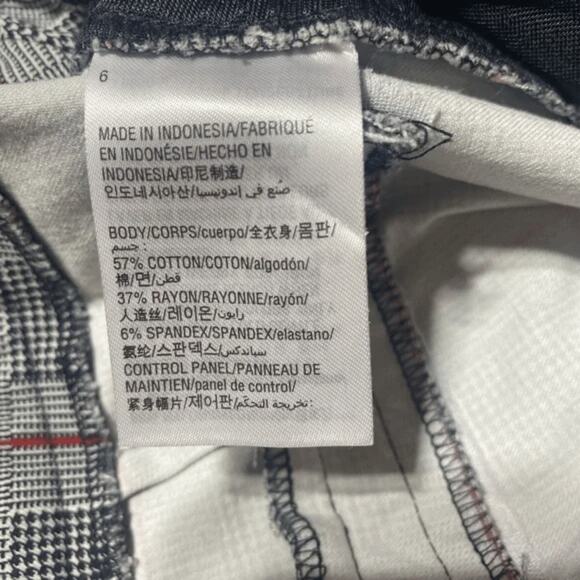 6
MADE IN INDONESIA/FABRIQUÉ
EN INDONÉSIE/HECHO EN
INDONESIA/印尼制造/
인도네시아산/صنع في إندونيسيا/
BODY/CORPS/cuerpo/全衣身/몸판/
جسم :
57% COTTON/COTON/algodón/
棉/면/قطن/
37% RAYON/RAYONNE/rayón/
人造丝/레이온/رايون/
6% SPANDEX/SPANDEX/elastano/
氨纶/스판덱스/سباندكس/
CONTROL PANEL/PANNEAU DE
MAINTIEN/panel de control/
紧身幅片/제어판/تخريجة التحكّم: